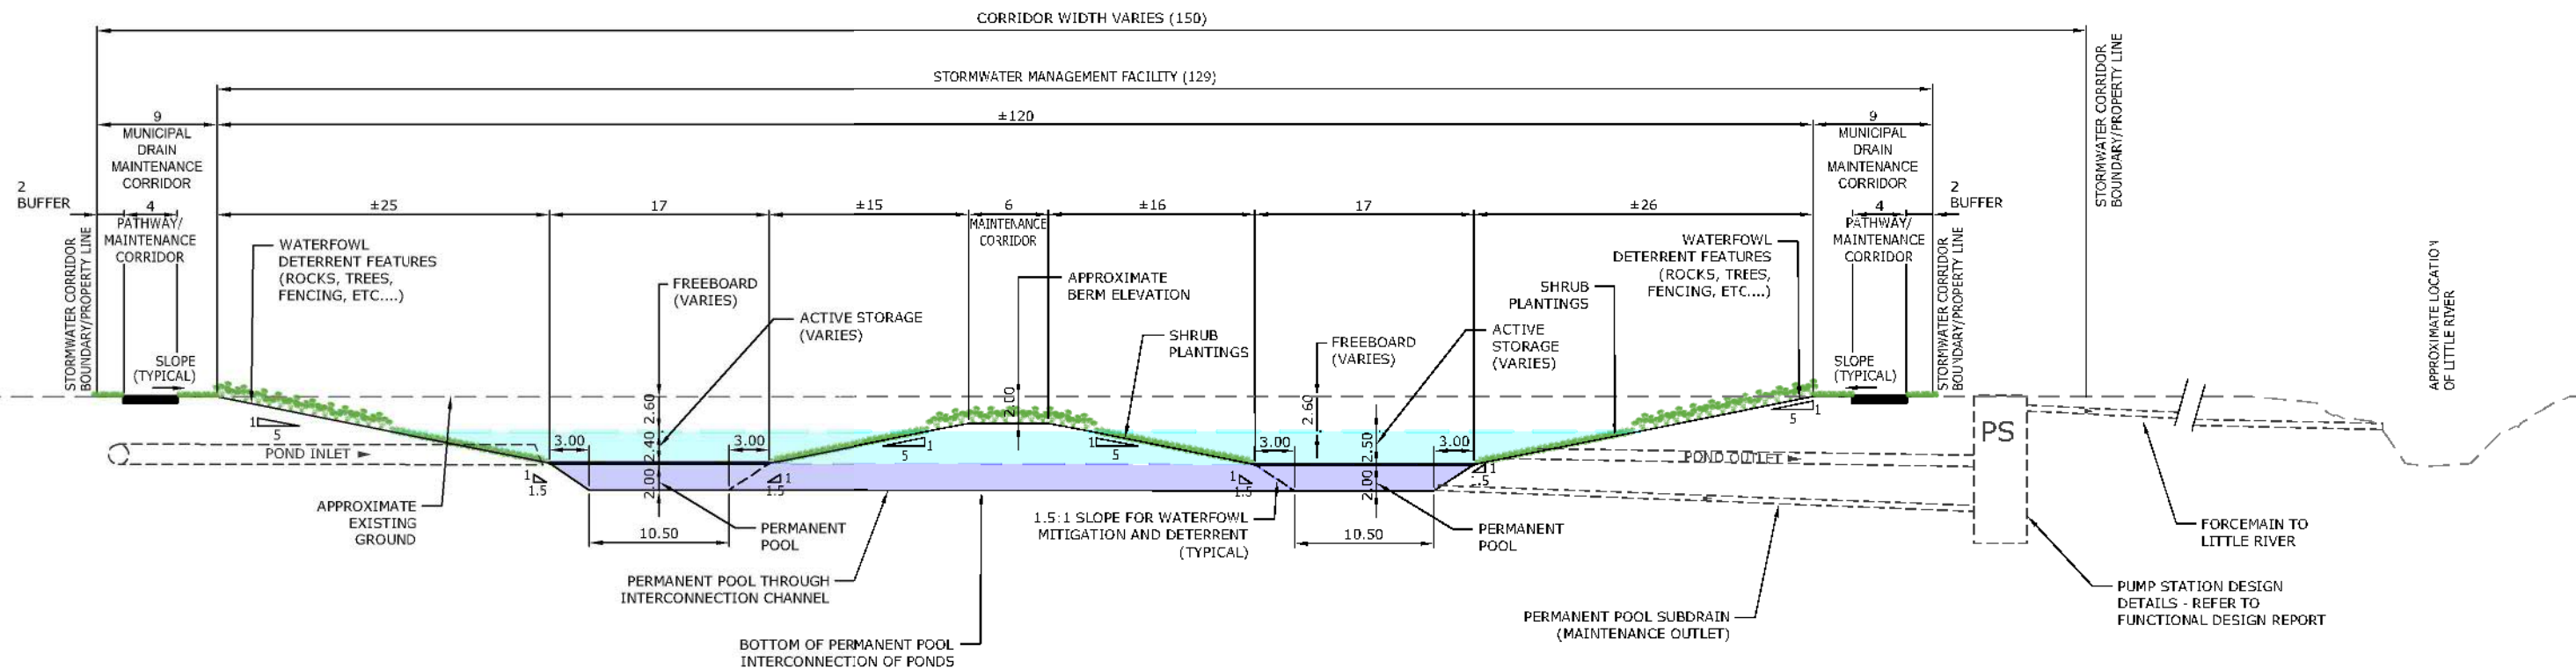 CORRIDOR WIDTH VARIES (150)
STORMWATER MANAGEMENT FACILITY (129)
9
MUNICIPAL
DRAIN
MAINTENANCE
CORRIDOR
±120
9
MUNICIPAL
DRAIN
MAINTENANCE
CORRIDOR
STORMWATER CORRIDOR
BOUNDARY/PROPERTY LINE
2
BUFFER
4
PATHWAY/
MAINTENANCE
CORRIDOR
±25
17
±15
6
MAINTENANCE
CORRIDOR
±16
17
±26
4
PATHWAY/
MAINTENANCE
CORRIDOR
2
BUFFER
STORMWATER CORRIDOR
BOUNDARY/PROPERTY LINE
SLOPE
(TYPICAL)
WATERFOWL
DETERRENT FEATURES
(ROCKS, TREES,
FENCING, ETC....)
FREEBOARD
(VARIES)
ACTIVE STORAGE
(VARIES)
APPROXIMATE
BERM ELEVATION
SHRUB
PLANTINGS
FREEBOARD
(VARIES)
ACTIVE
STORAGE
(VARIES)
SHRUB
PLANTINGS
WATERFOWL
DETERRENT FEATURES
(ROCKS, TREES,
FENCING, ETC....)
SLOPE
(TYPICAL)
STORMWATER CORRIDOR
BOUNDARY/PROPERTY LINE
APPROXIMATE LOCATION
OF LITTLE RIVER
1
5
2.60
2.40
2.00
3.00
3.00
1
5
2.00
1
5
3.00
2.60
2.50
2.00
3.00
1
5
PS
POND INLET
POND OUTLET
1
1.5
1
1.5
1
1.5
1
.5
10.50
10.50
APPROXIMATE
EXISTING
GROUND
PERMANENT
POOL
1.5:1 SLOPE FOR WATERFOWL
MITIGATION AND DETERRENT
(TYPICAL)
PERMANENT
POOL
FORCEMAIN TO
LITTLE RIVER
PERMANENT POOL THROUGH
INTERCONNECTION CHANNEL
PERMANENT POOL SUBDRAIN
(MAINTENANCE OUTLET)
PUMP STATION DESIGN
DETAILS - REFER TO
FUNCTIONAL DESIGN REPORT
BOTTOM OF PERMANENT POOL
INTERCONNECTION OF PONDS